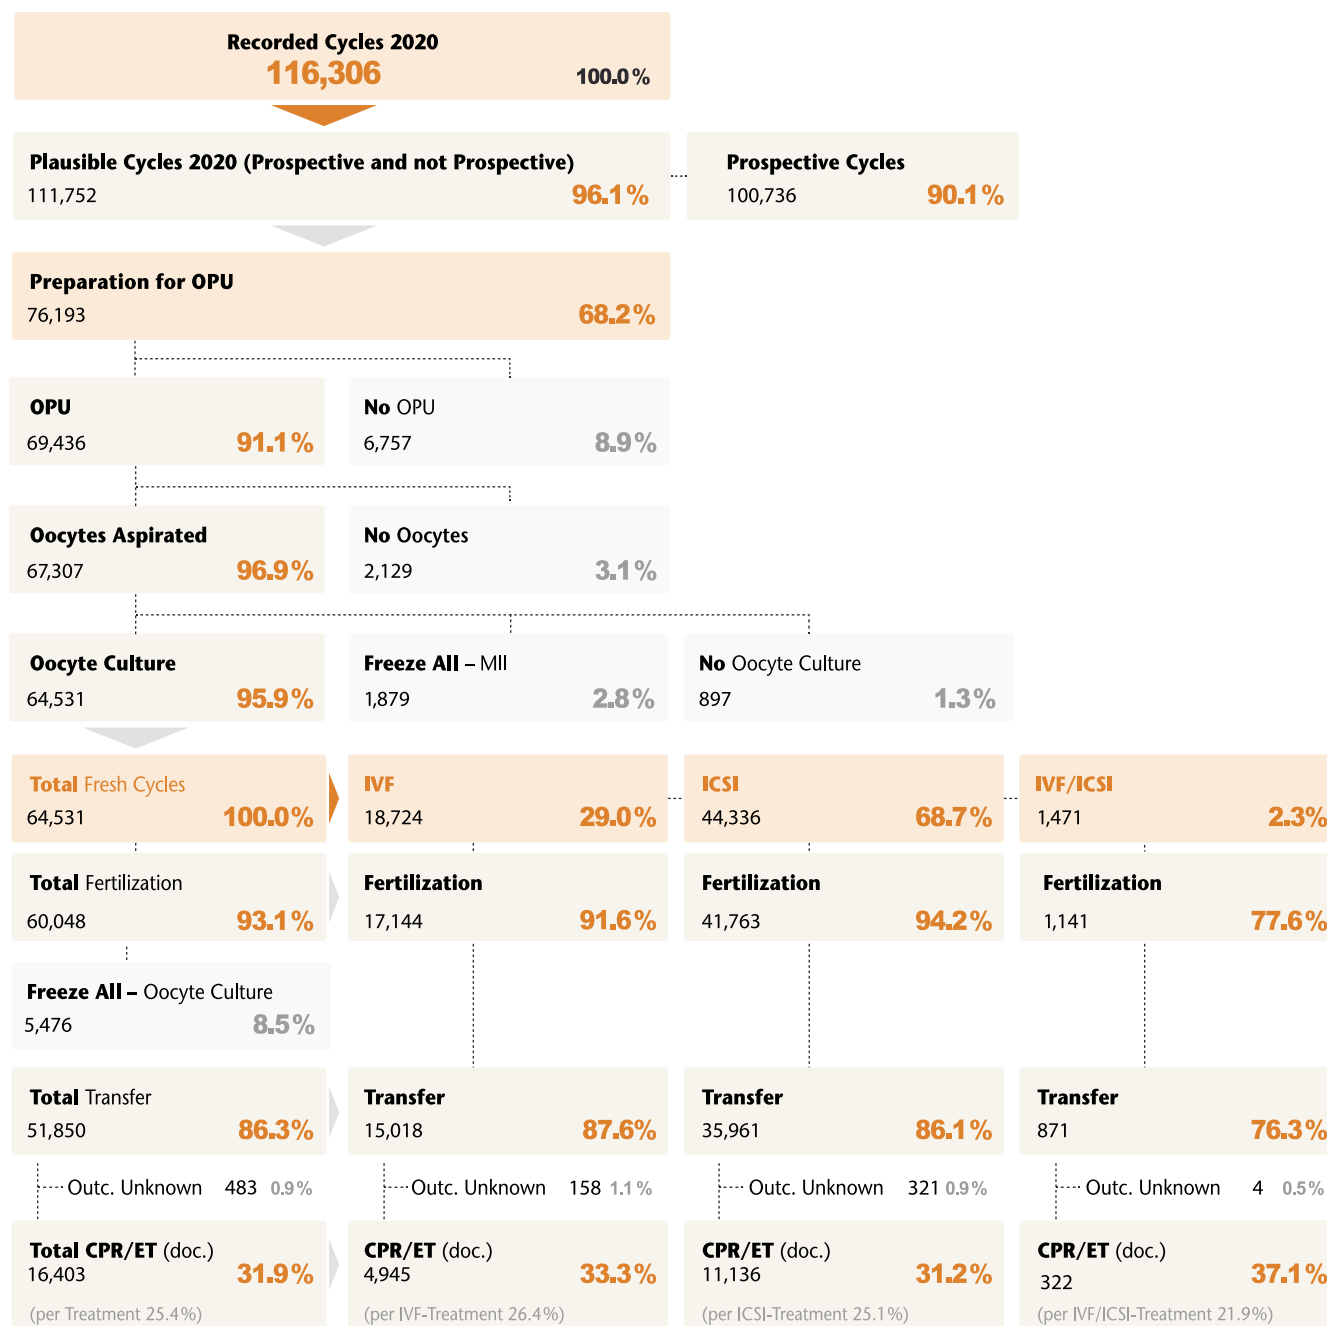 Recorded Cycles 2020
116,306 100.0%
Plausible Cycles 2020 (Prospective and not Prospective)
111,752 96.1%
Prospective Cycles
100,736 90.1%
Preparation for OPU
76,193 68.2%
OPU
69,436 91.1%
No OPU
6,757 8.9%
Oocytes Aspirated
67,307 96.9%
No Oocytes
2,129 3.1%
Oocyte Culture
64,531 95.9%
Freeze All – MII
1,879 2.8%
No Oocyte Culture
897 1.3%
Total Fresh Cycles
64,531 100.0%
IVF
18,724 29.0%
ICSI
44,336 68.7%
IVF/ICSI
1,471 2.3%
Total Fertilization
60,048 93.1%
Fertilization
17,144 91.6%
Fertilization
41,763 94.2%
Fertilization
1,141 77.6%
Freeze All – Oocyte Culture
5,476 8.5%
Total Transfer
51,850 86.3%
Transfer
15,018 87.6%
Transfer
35,961 86.1%
Transfer
871 76.3%
Outc. Unknown 483 0.9%
Outc. Unknown 158 1.1%
Outc. Unknown 321 0.9%
Outc. Unknown 4 0.5%
Total CPR/ET (doc.)
16,403 31.9%
(per Treatment 25.4%)
CPR/ET (doc.)
4,945 33.3%
(per IVF-Treatment 26.4%)
CPR/ET (doc.)
11,136 31.2%
(per ICSI-Treatment 25.1%)
CPR/ET (doc.)
322 37.1%
(per IVF/ICSI-Treatment 21.9%)